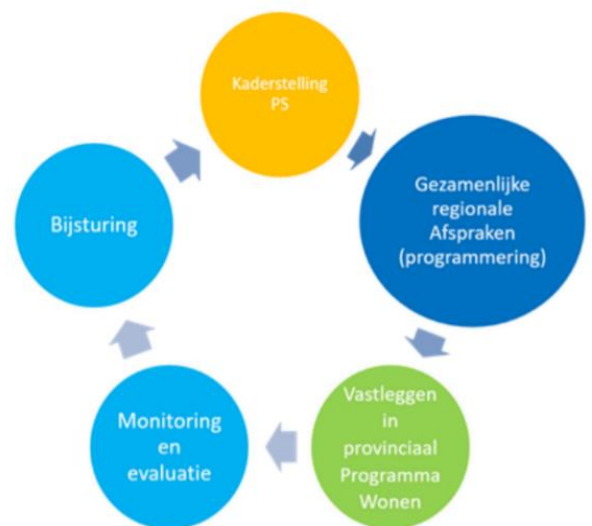 Kaderstelling
PS
Gezamenlijke
regionale
Afspraken
(programmering)
Vastleggen
in
provinciaal
Programma
Wonen
Monitoring
en
evaluatie
Bijsturing